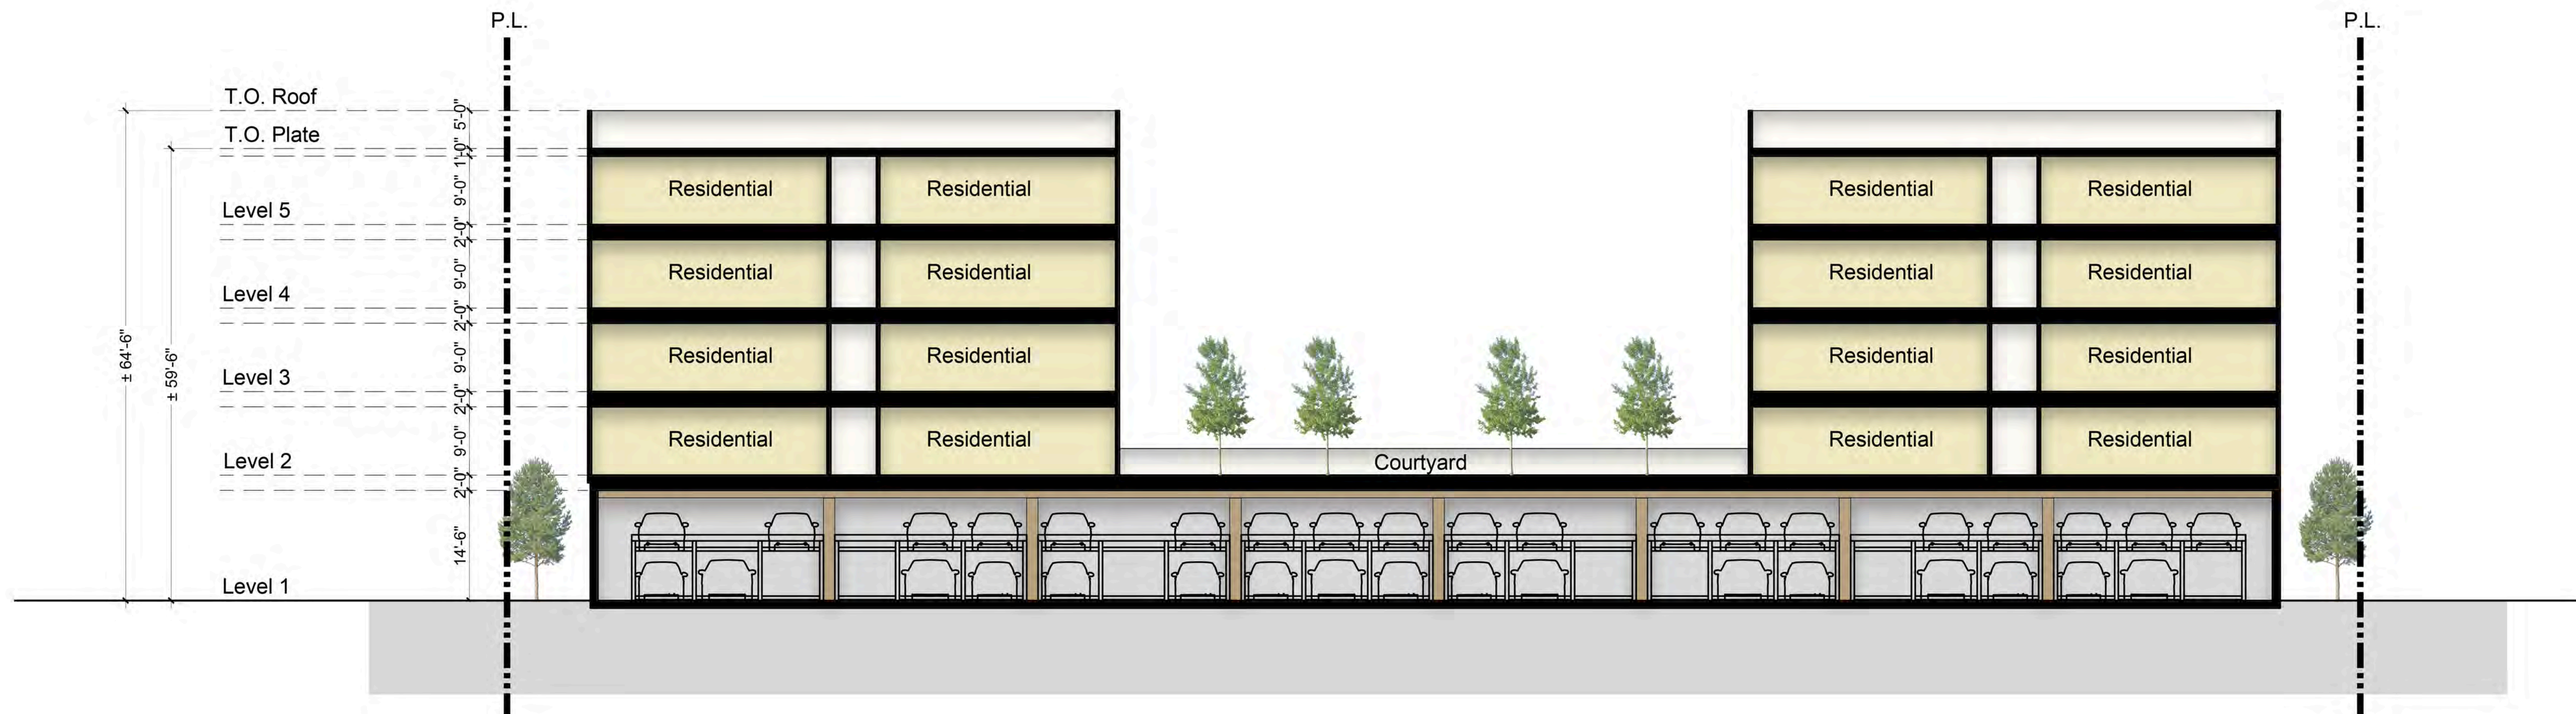 P.L. P.L.
T.O. Roof
5'-0"
T.O. Plate
1'-0"
Residential Residential Residential Residential
9'-0"
Level 5
2'-0"
Residential Residential Residential Residential
9'-0"
Level 4
2'-0"
± 64'-6"
± 59'-6"
Residential Residential Residential Residential
9'-0"
Level 3
2'-0"
Residential Residential Residential Residential
9'-0"
Level 2
Courtyard
2'-0"
14'-6"
Level 1